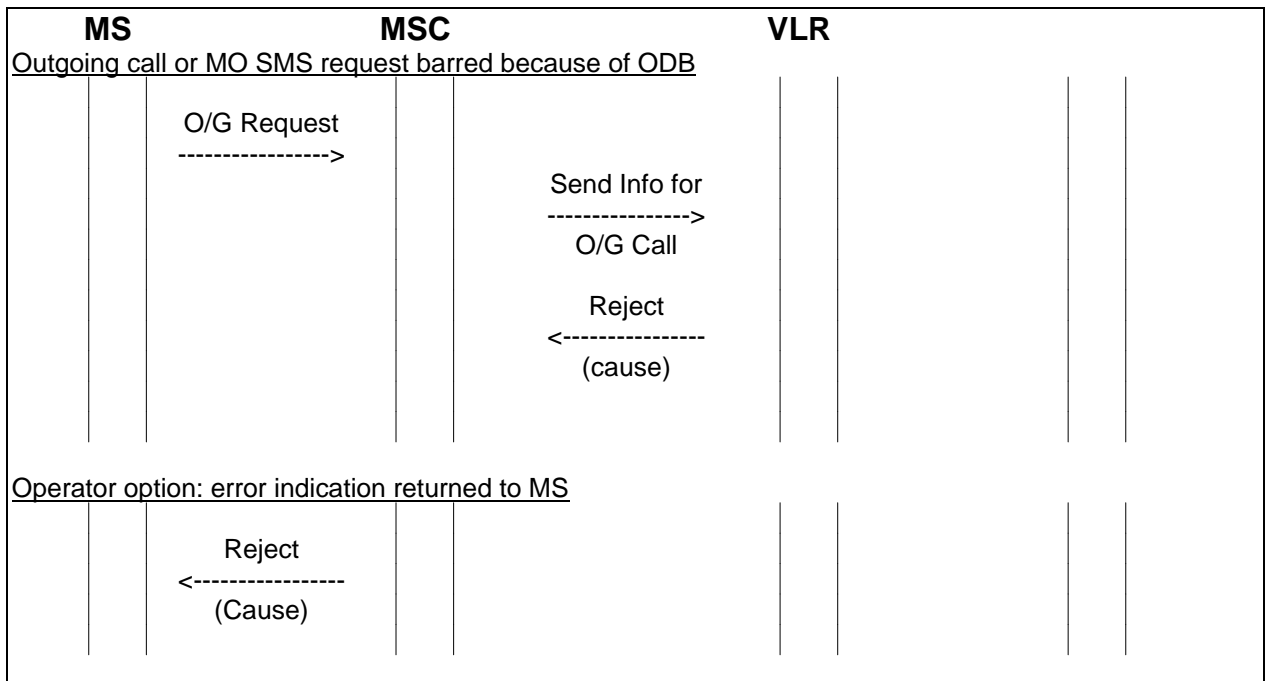 MS MSC VLR
Outgoing call or MO SMS request barred because of ODB
O/G Request
----------------->
Send Info for
---------------->
O/G Call
Reject
<----------------
(cause)
Operator option: error indication returned to MS
Reject
<-----------------
(Cause)